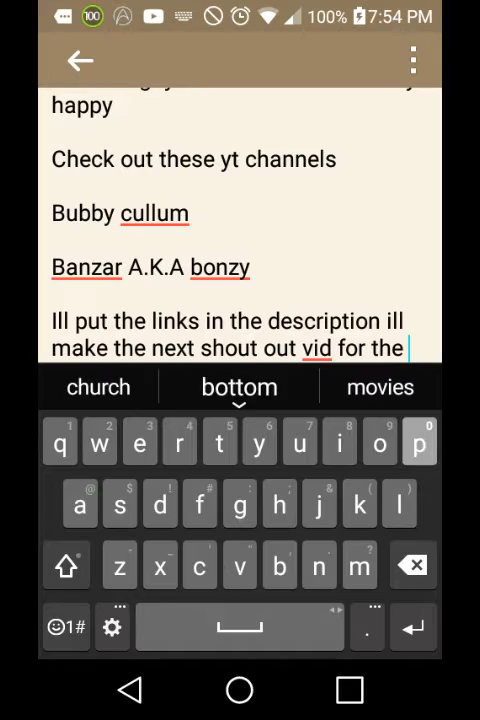 100 100% 7:54 PM
happy
Check out these yt channels
Bubby cullum
Banzar A.K.A bonzy
Ill put the links in the description ill
make the next shout out vid for the
church bottom movies
1 2 3 4 5 6 7 8 9 0
q w e r t y u i o p
@ $ ! & : ; & ( )
a s d f g h j k l
z x c v b n m ?
1# .